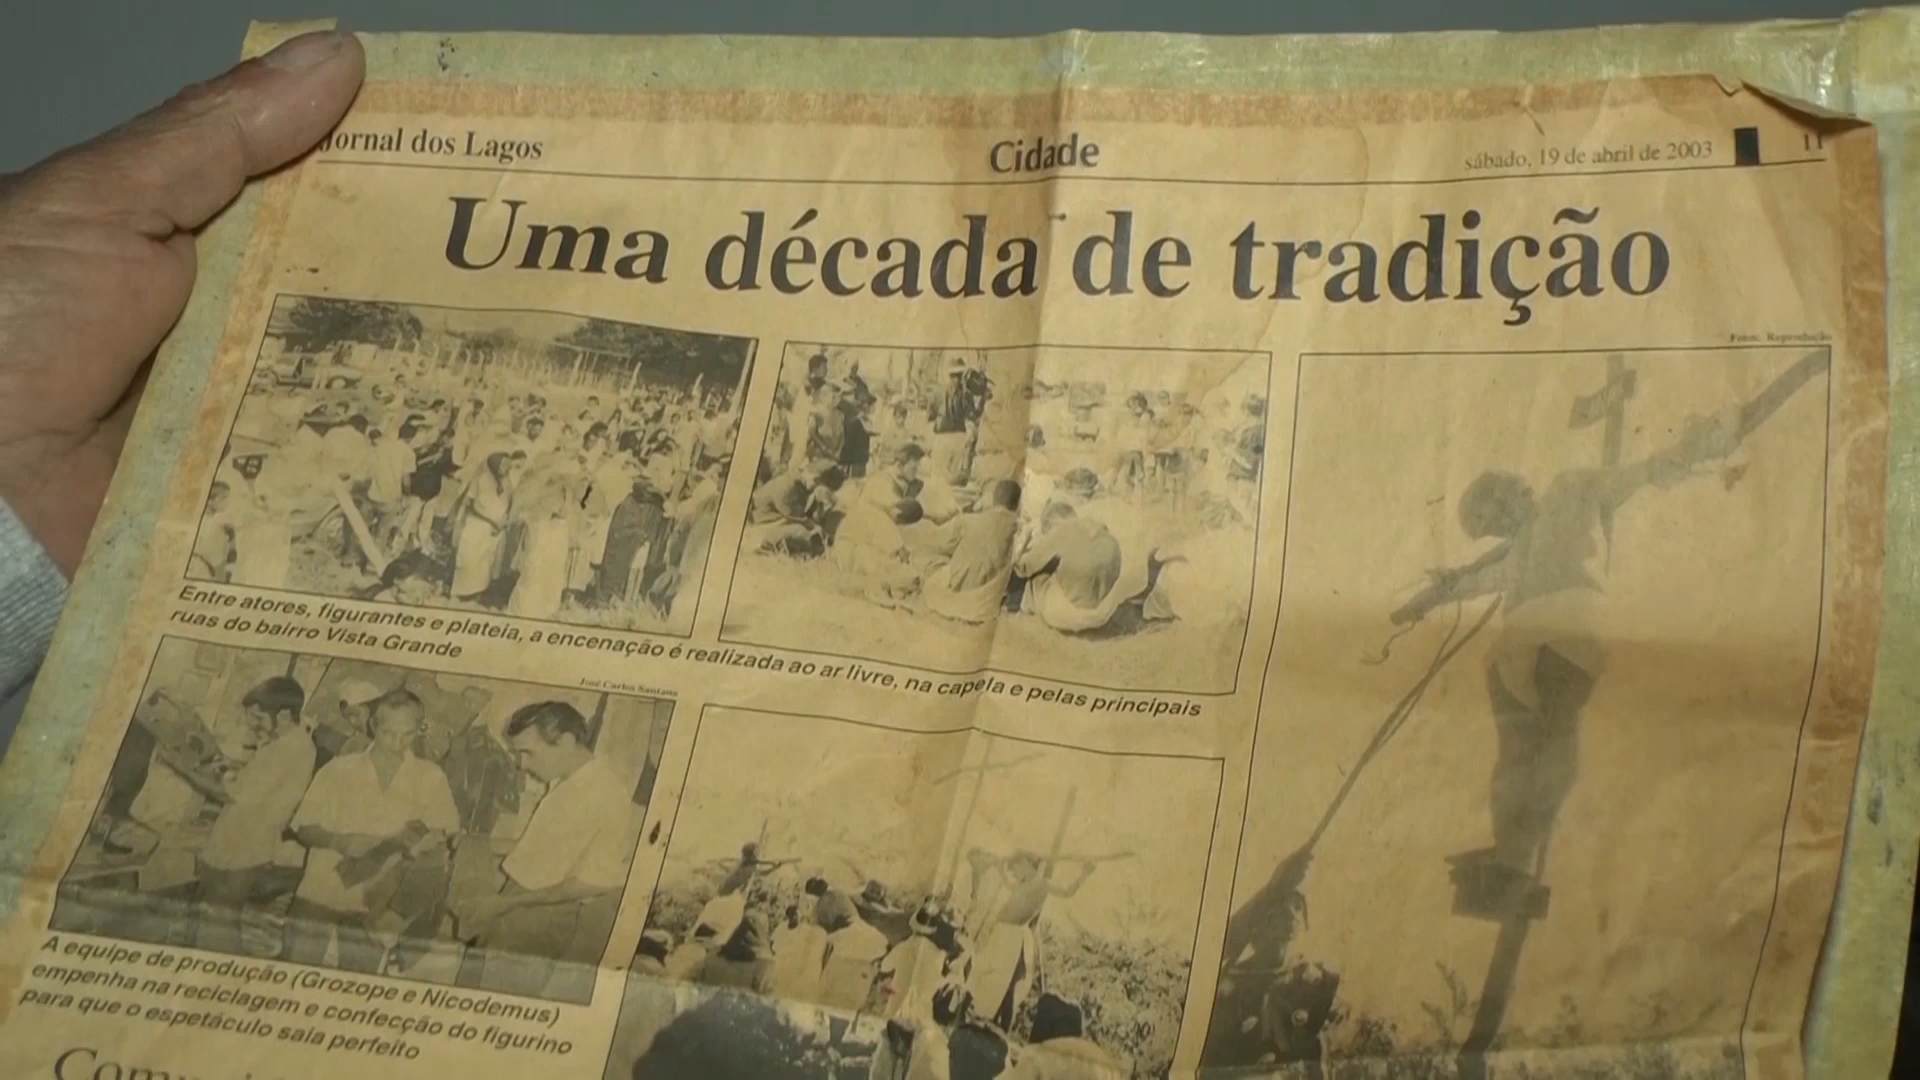 Jornal dos Lagos
Cidade
sábado, 19 de abril de 2003
11
Uma década de tradição
Fotos: Reprodução
Entre atores, figurantes e plateia, a encenação é realizada ao ar livre, na capela e pelas principais
ruas do bairro Vista Grande
José Carlos Santana
A equipe de produção (Grozope e Nicodemus)
empenha na reciclagem e confecção do figurino
para que o espetáculo saia perfeito